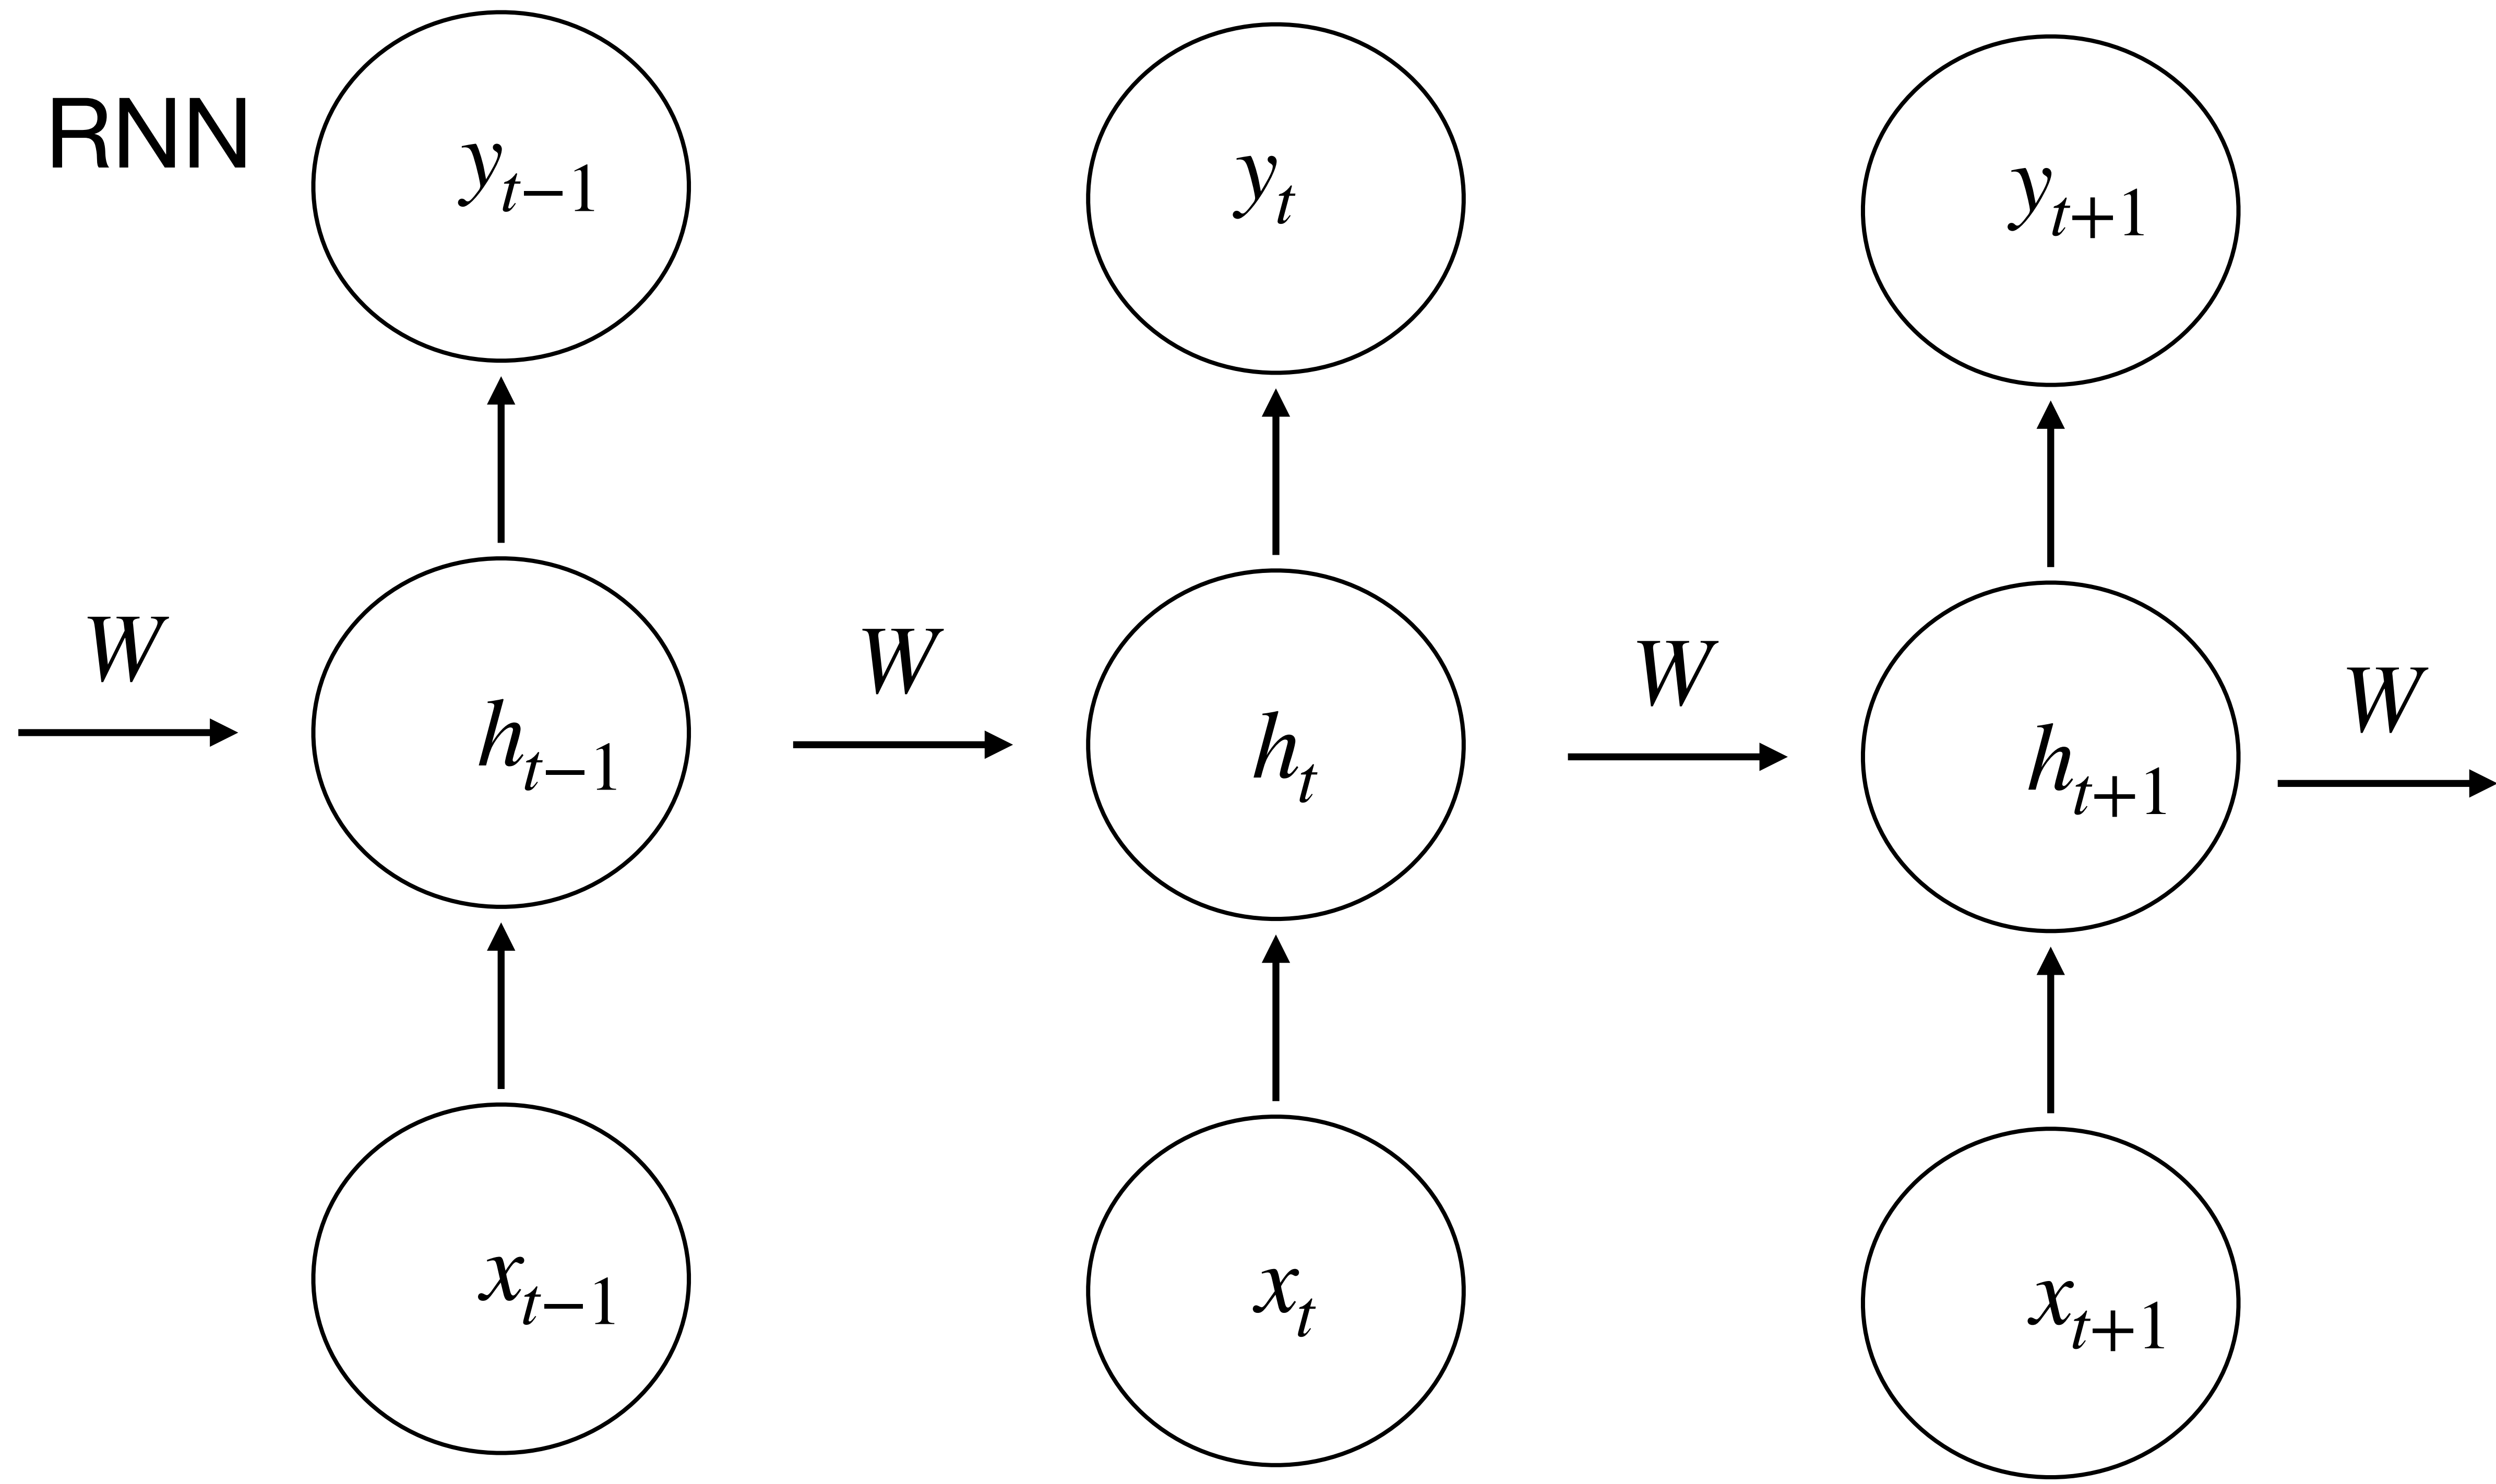 RNN
y_{t-1}
y_t
y_{t+1}
W
W
W
W
h_{t-1}
h_t
h_{t+1}
x_{t-1}
x_t
x_{t+1}